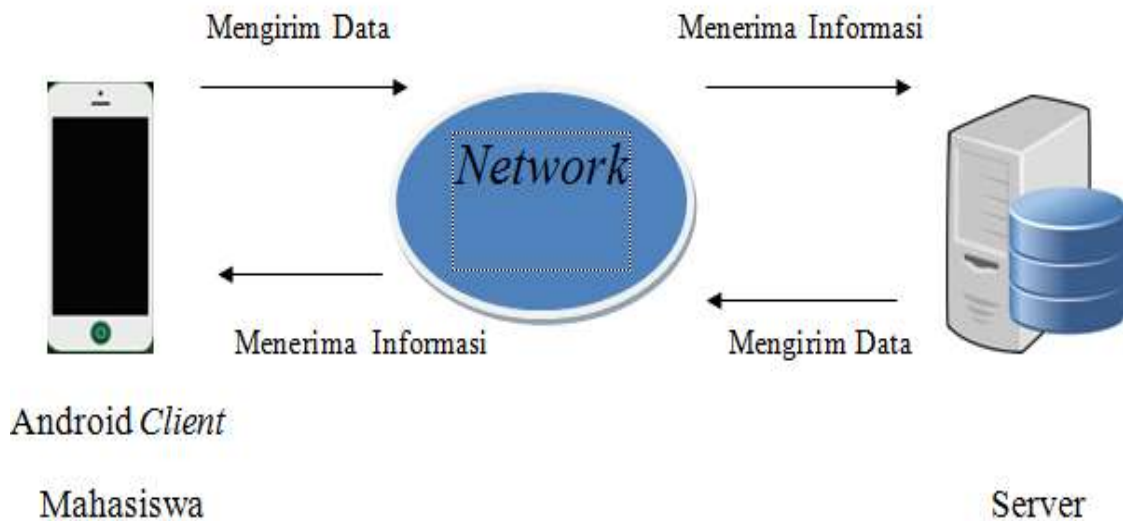 Mengirim Data
Menerima Informasi
Network
Menerima Informasi
Mengirim Data
Android Client
Mahasiswa
Server